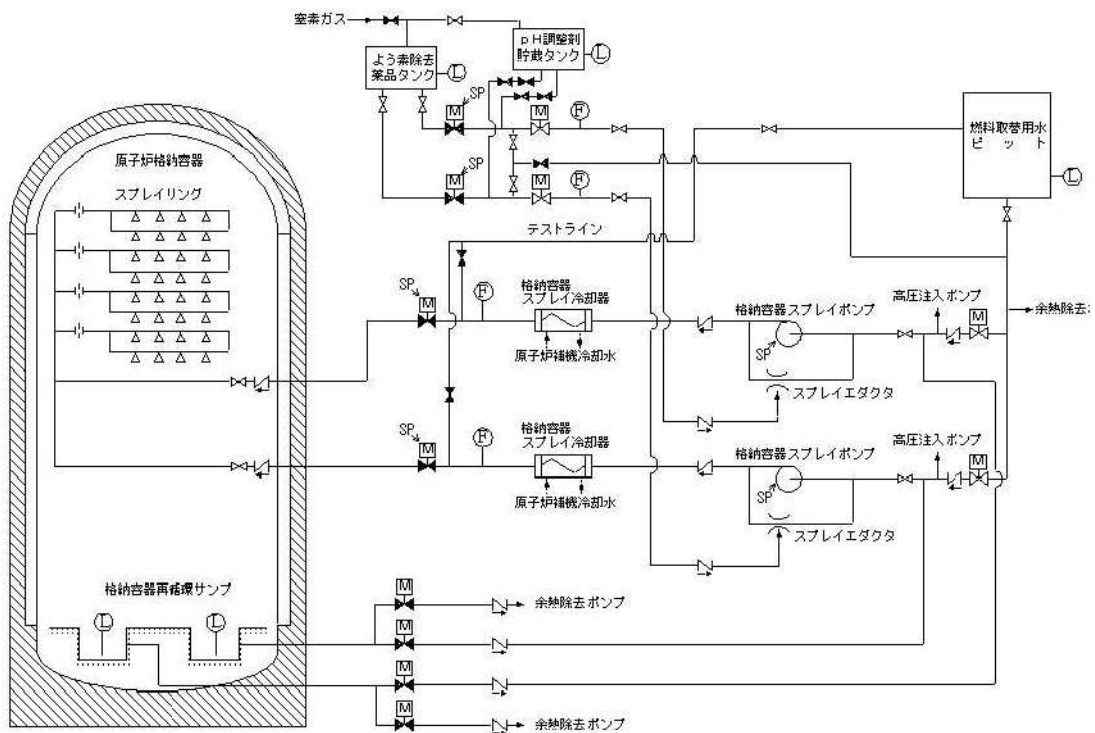 窒素ガス
よう素除去
薬品タンク
L
pH調整剤
貯蔵タンク
L
SP
M
M
F
燃料取替用水
ピット
L
SP
M
M
F
原子炉格納容器
スプレイリング
テストライン
SP
M
F
格納容器
スプレイ冷却器
原子炉補機冷却水
格納容器スプレイポンプ
SP
スプレイエダクタ
高圧注入ポンプ
M
余熱除去:
SP
M
F
格納容器
スプレイ冷却器
原子炉補機冷却水
格納容器スプレイポンプ
SP
スプレイエダクタ
高圧注入ポンプ
M
格納容器再循環サンプ
L
L
M
余熱除去ポンプ
M
M
M
余熱除去ポンプ